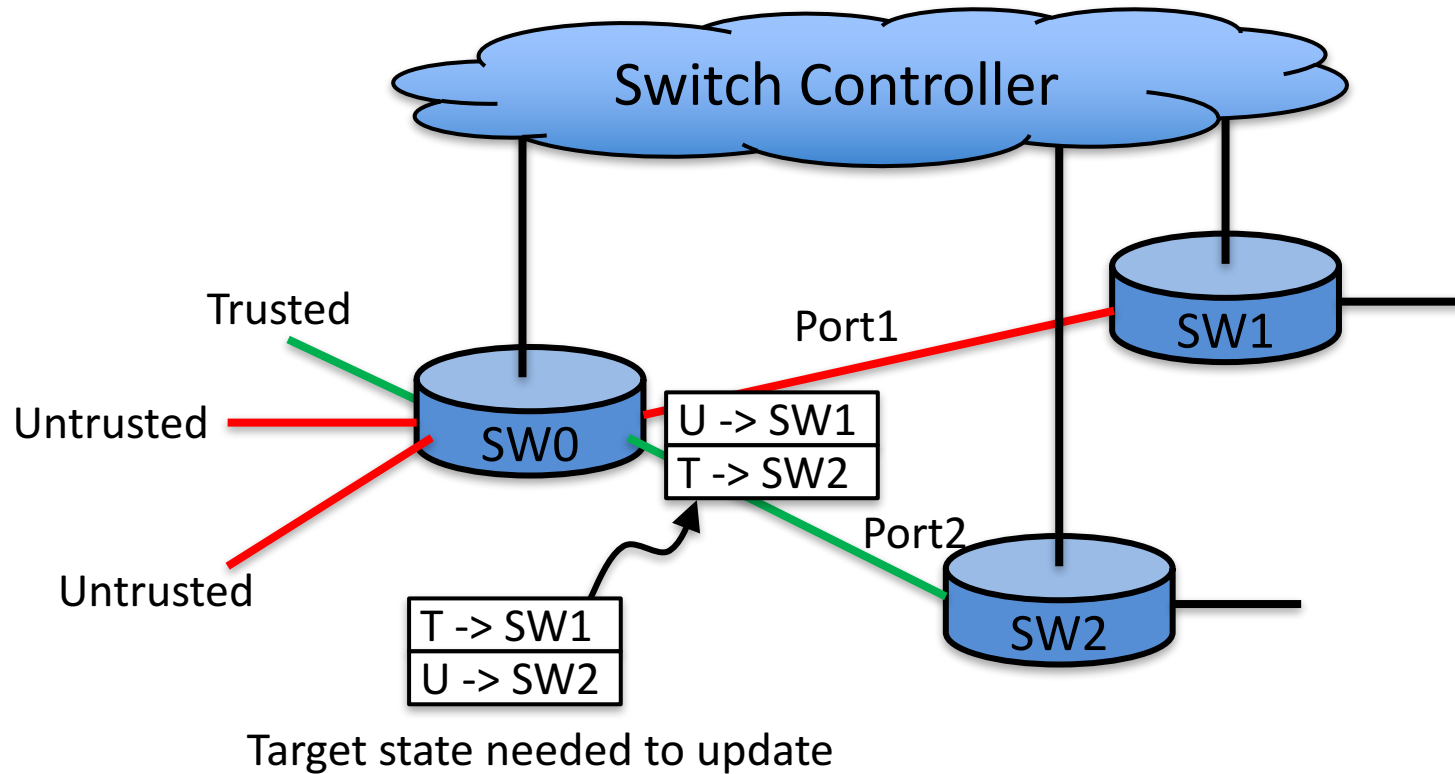 Switch Controller
Trusted
Port1
SW1
Untrusted
SW0
U -> SW1
T -> SW2
Port2
Untrusted
T -> SW1
U -> SW2
SW2
Target state needed to update